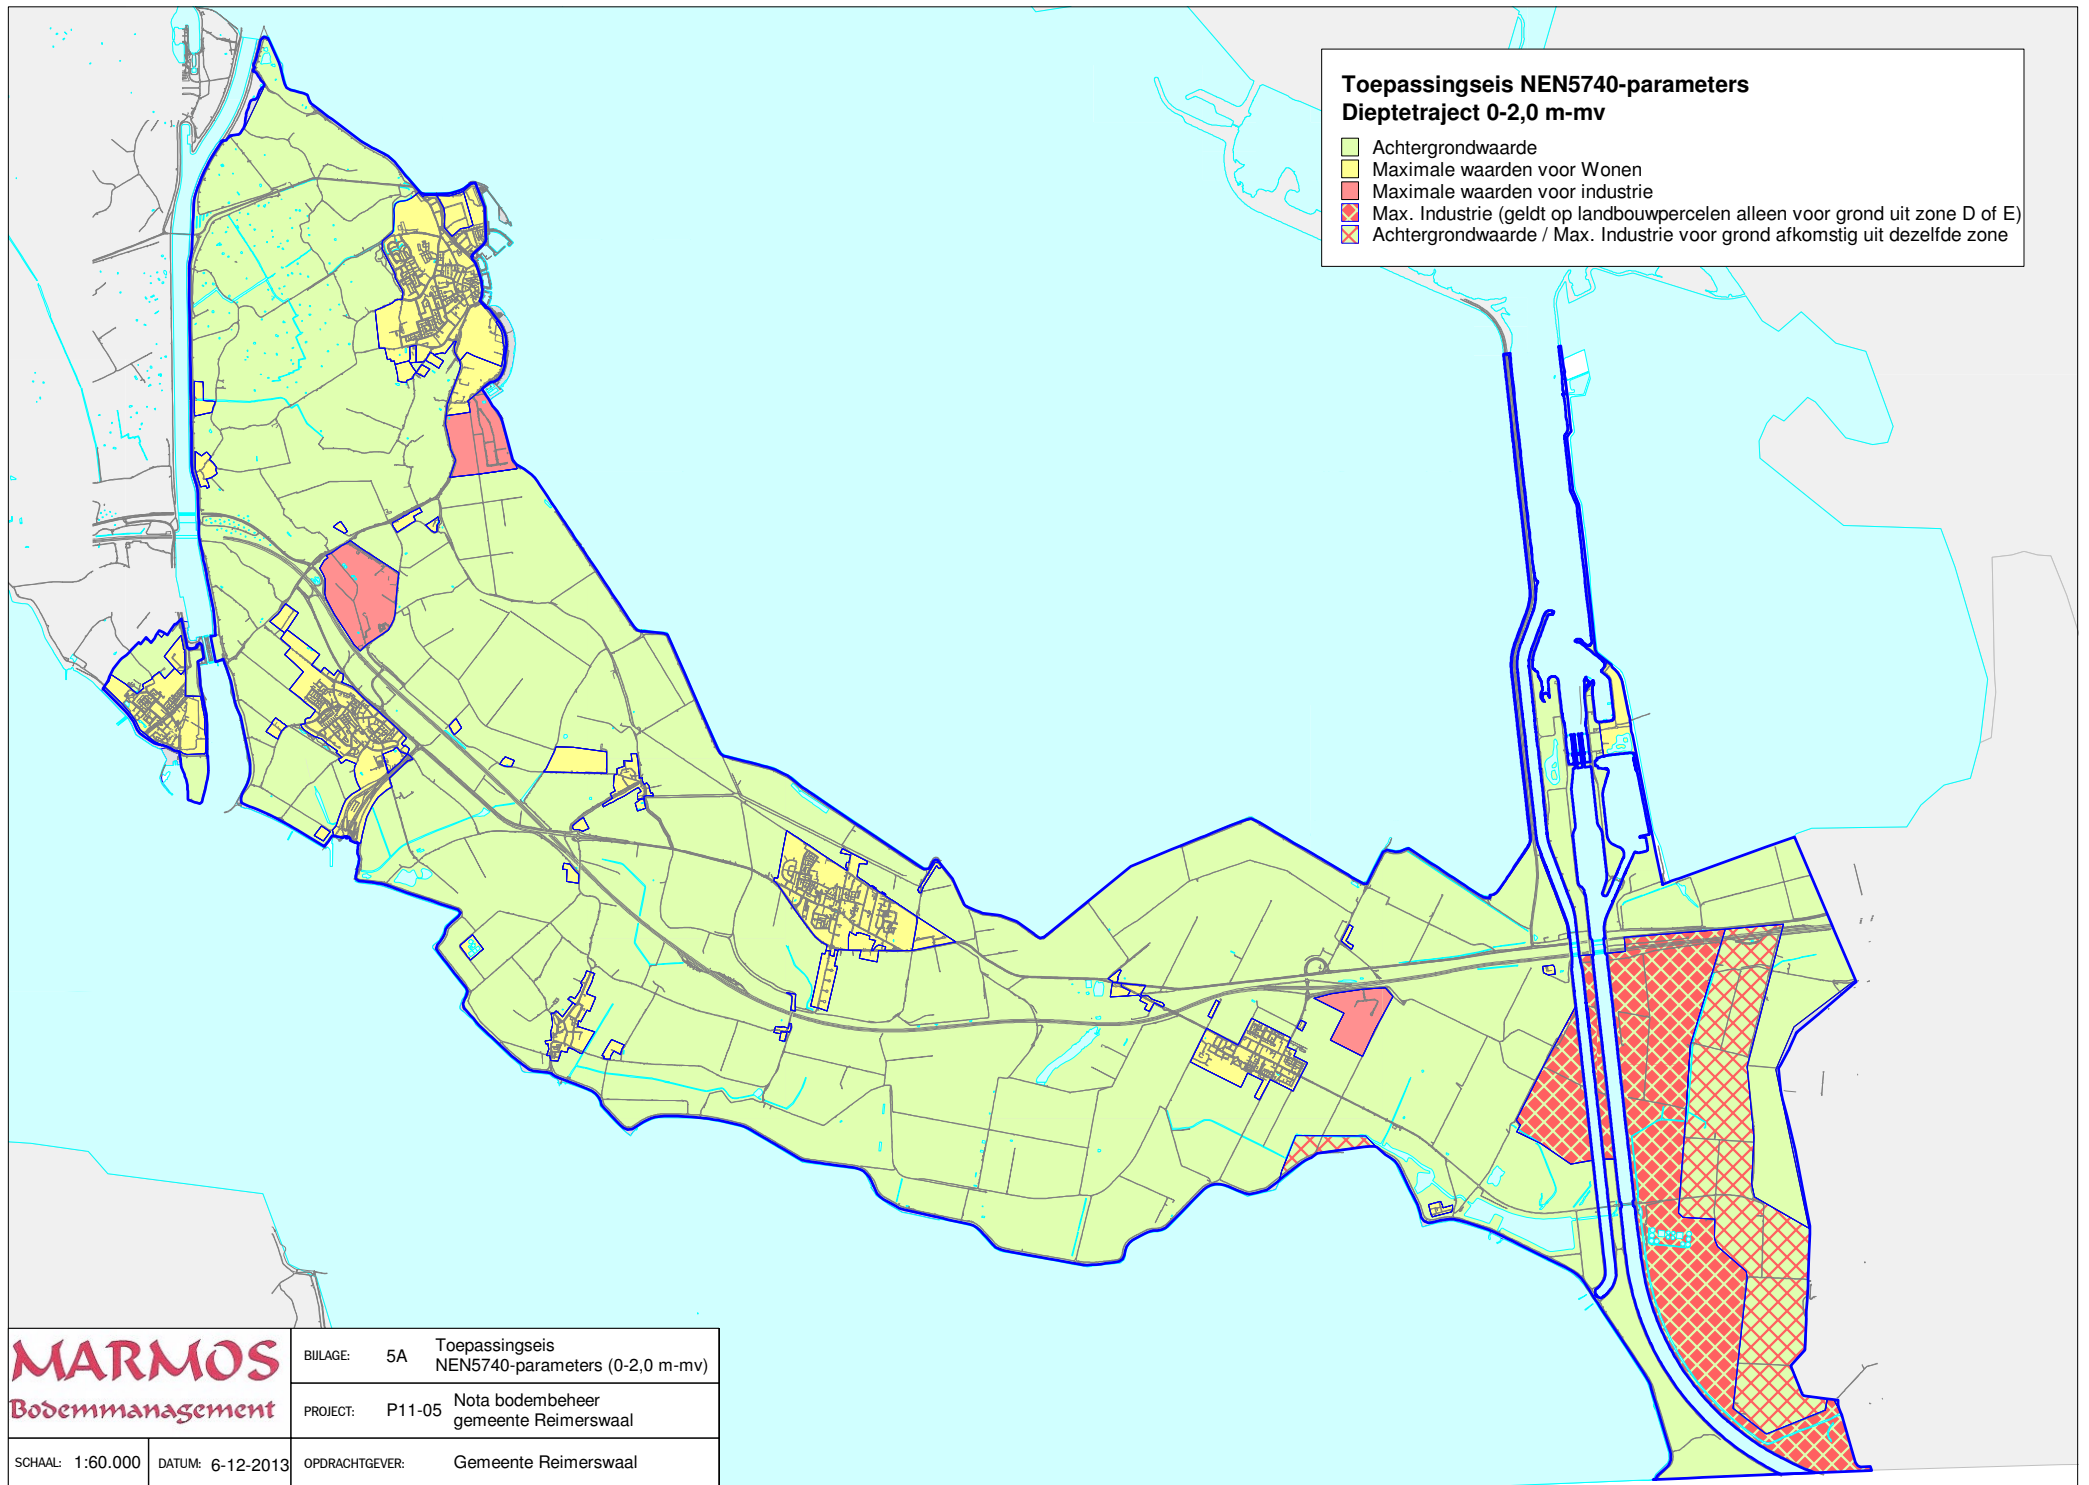 Toepassingseis NEN5740-parameters
Dieptetraject 0-2,0 m-mv
Achtergrondwaarde
Maximale waarden voor Wonen
Maximale waarden voor industrie
Max. Industrie (geldt op landbouwpercelen alleen voor grond uit zone D of E)
Achtergrondwaarde / Max. Industrie voor grond afkomstig uit dezelfde zone
MARMOS
Bodemmanagement
BIJLAGE: 5A Toepassingseis
NEN5740-parameters (0-2,0 m-mv)
PROJECT: P11-05 Nota bodembeheer
gemeente Reimerswaal
SCHAAL: 1:60.000 DATUM: 6-12-2013 OPDRACHTGEVER: Gemeente Reimerswaal